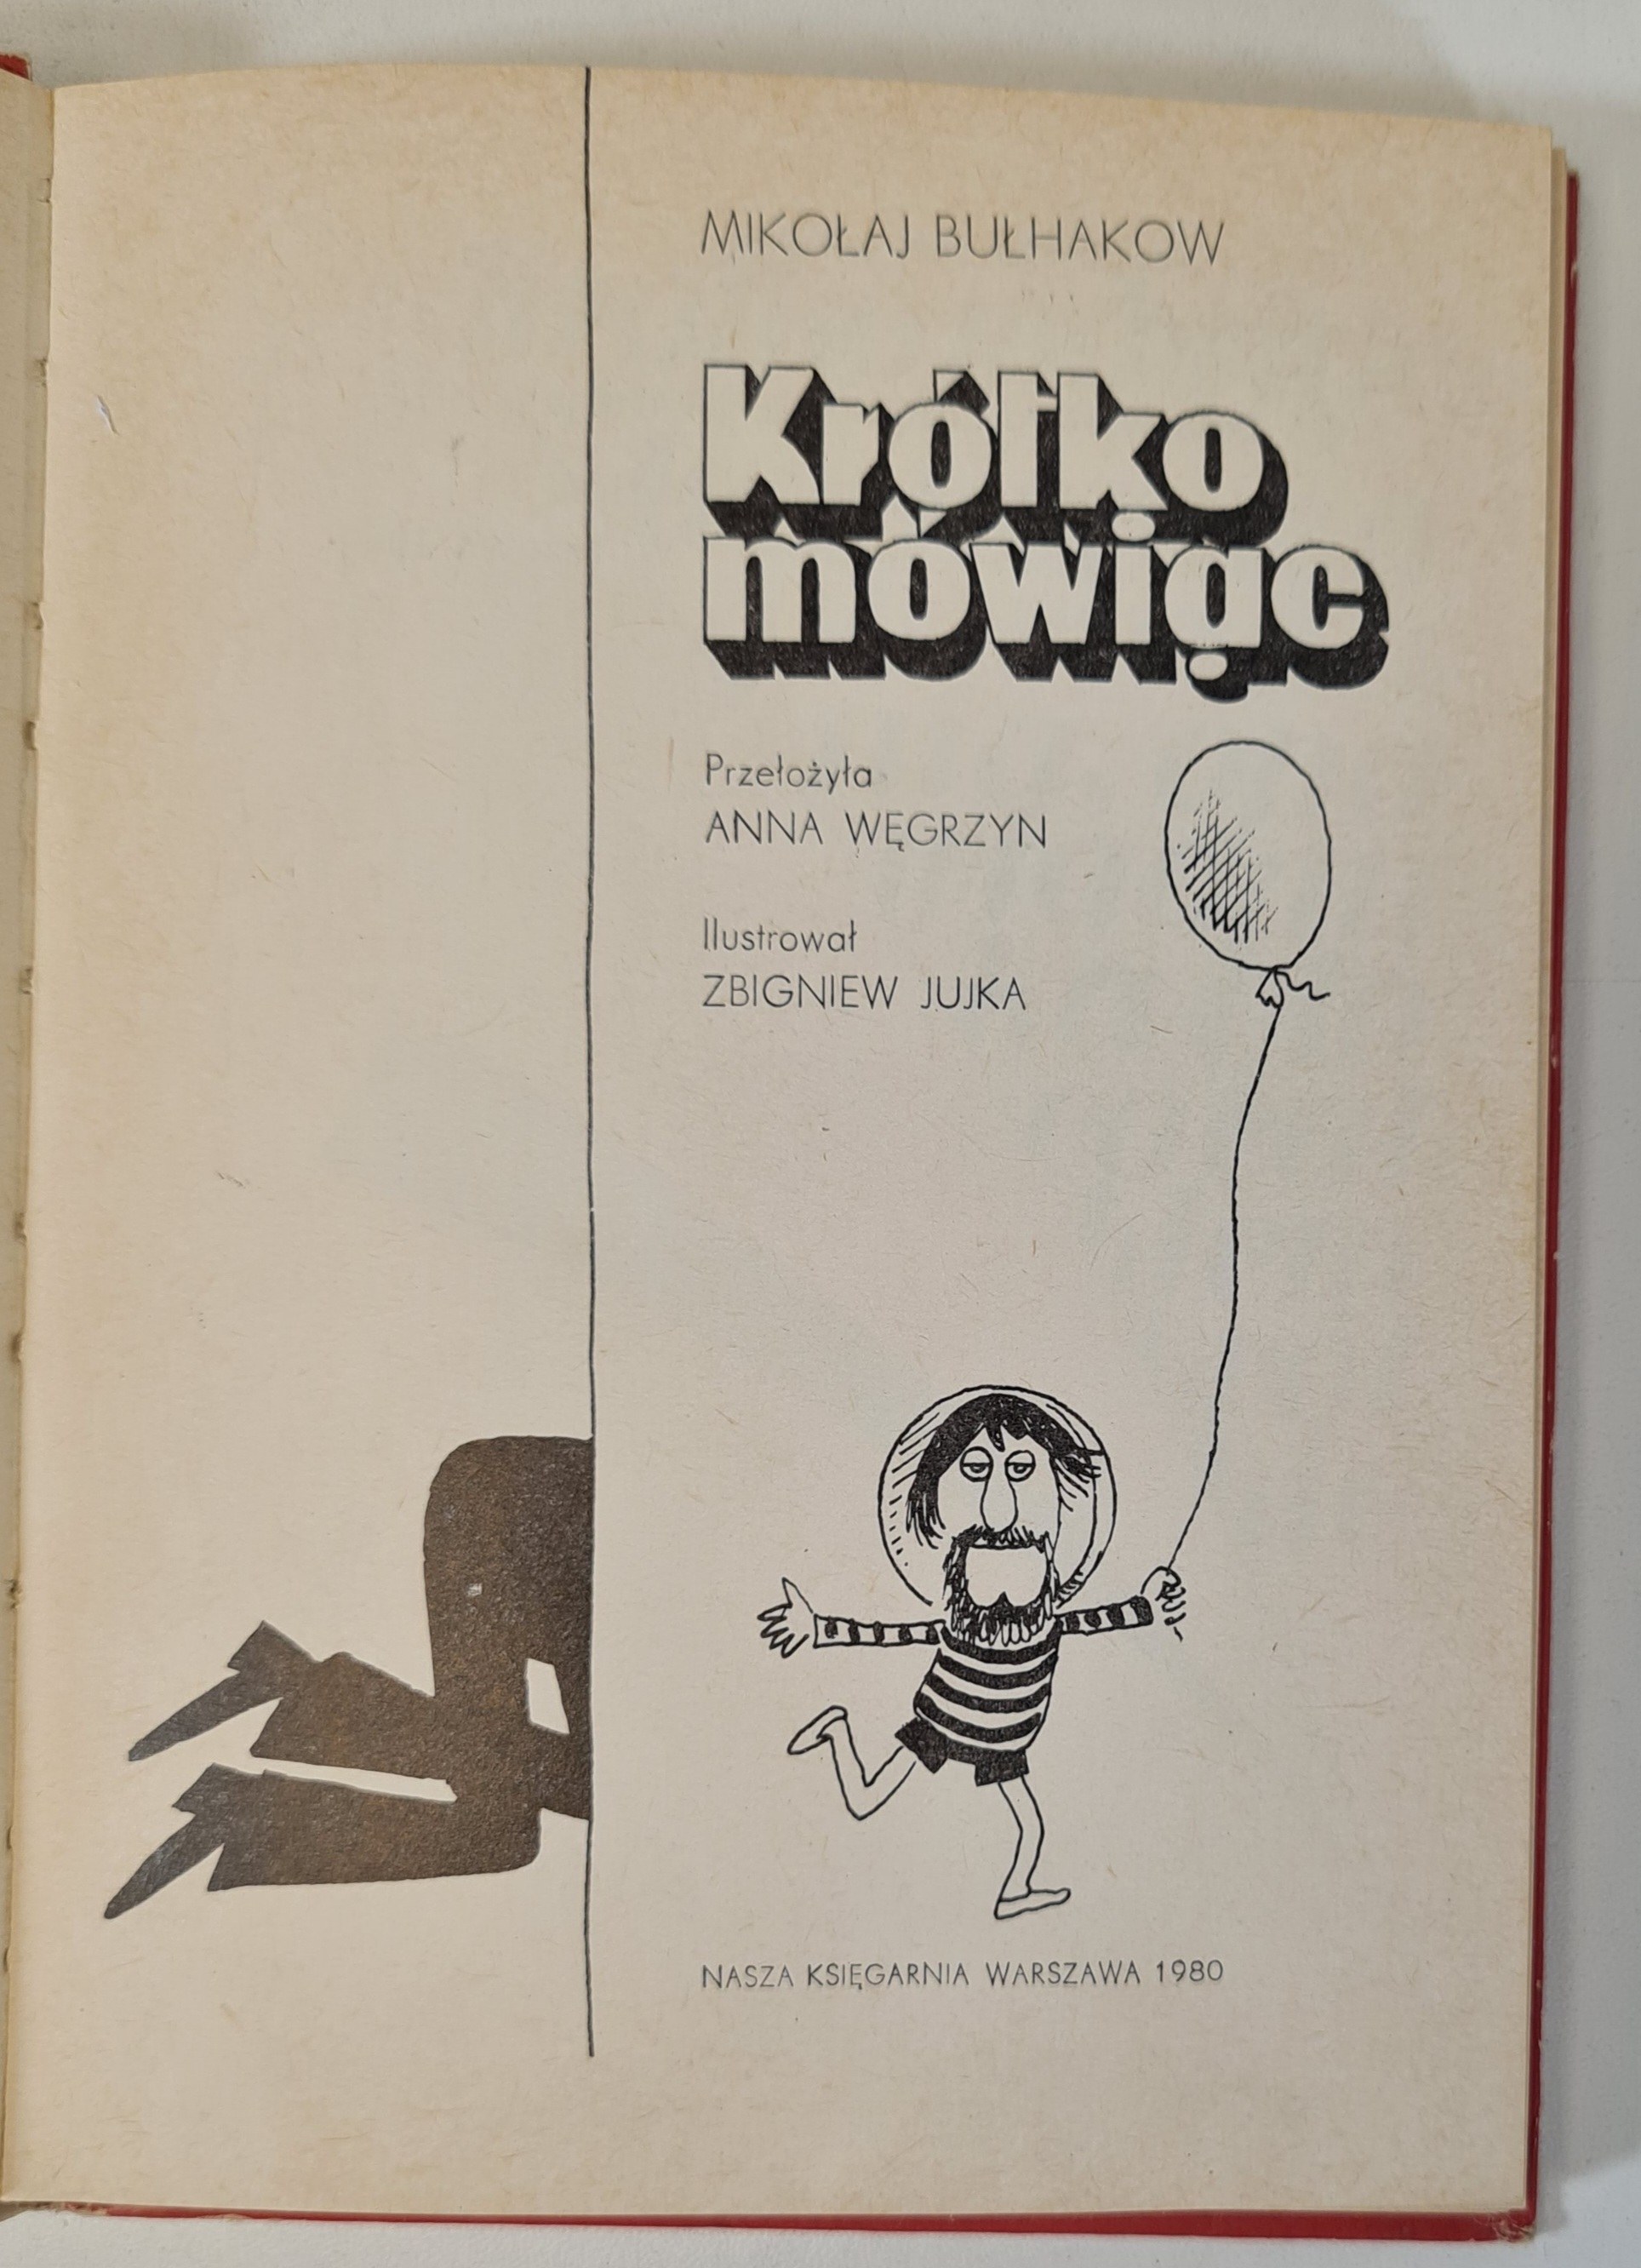 MIKOŁAJ BUŁHAKOW
Krótko
mówiąc
Przełożyła
ANNA WĘGRZYN
Ilustrował
ZBIGNIEW JUJKA
NASZA KSIĘGARNIA WARSZAWA 1980